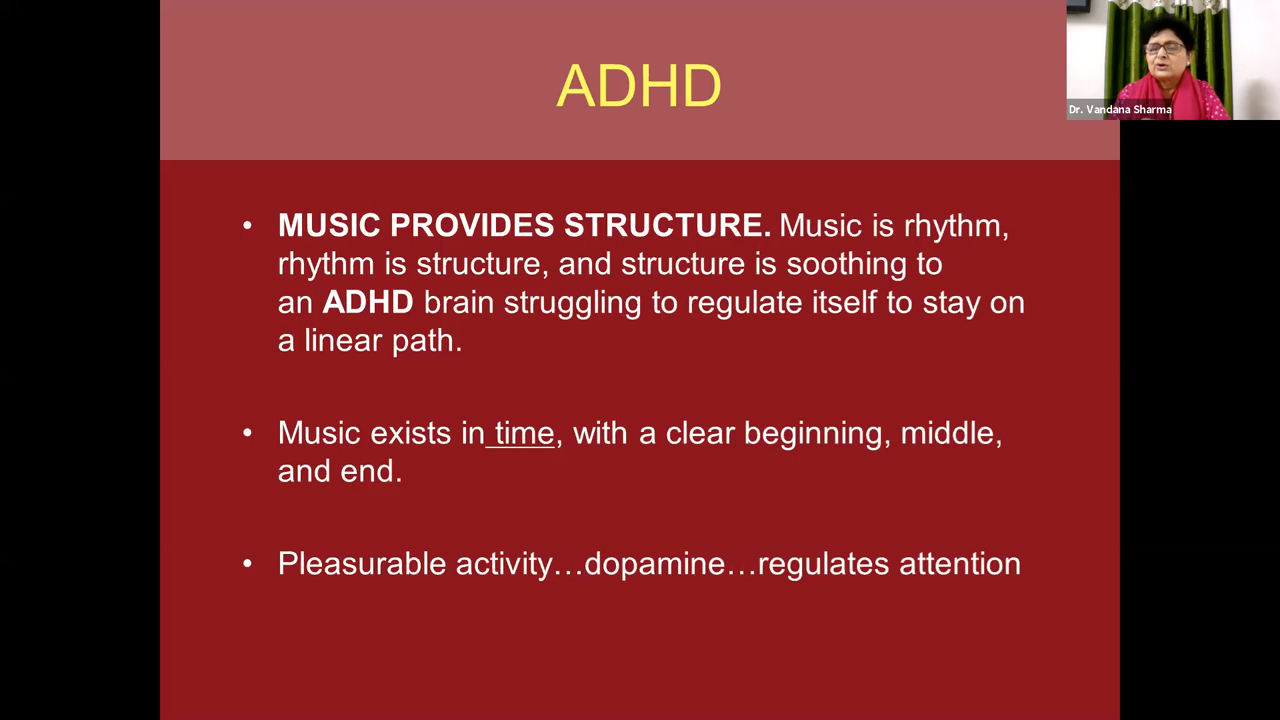 ADHD
Dr. Vandana Sharma
• MUSIC PROVIDES STRUCTURE. Music is rhythm,
rhythm is structure, and structure is soothing to
an ADHD brain struggling to regulate itself to stay on
a linear path.
• Music exists in time, with a clear beginning, middle,
and end.
• Pleasurable activity…dopamine…regulates attention